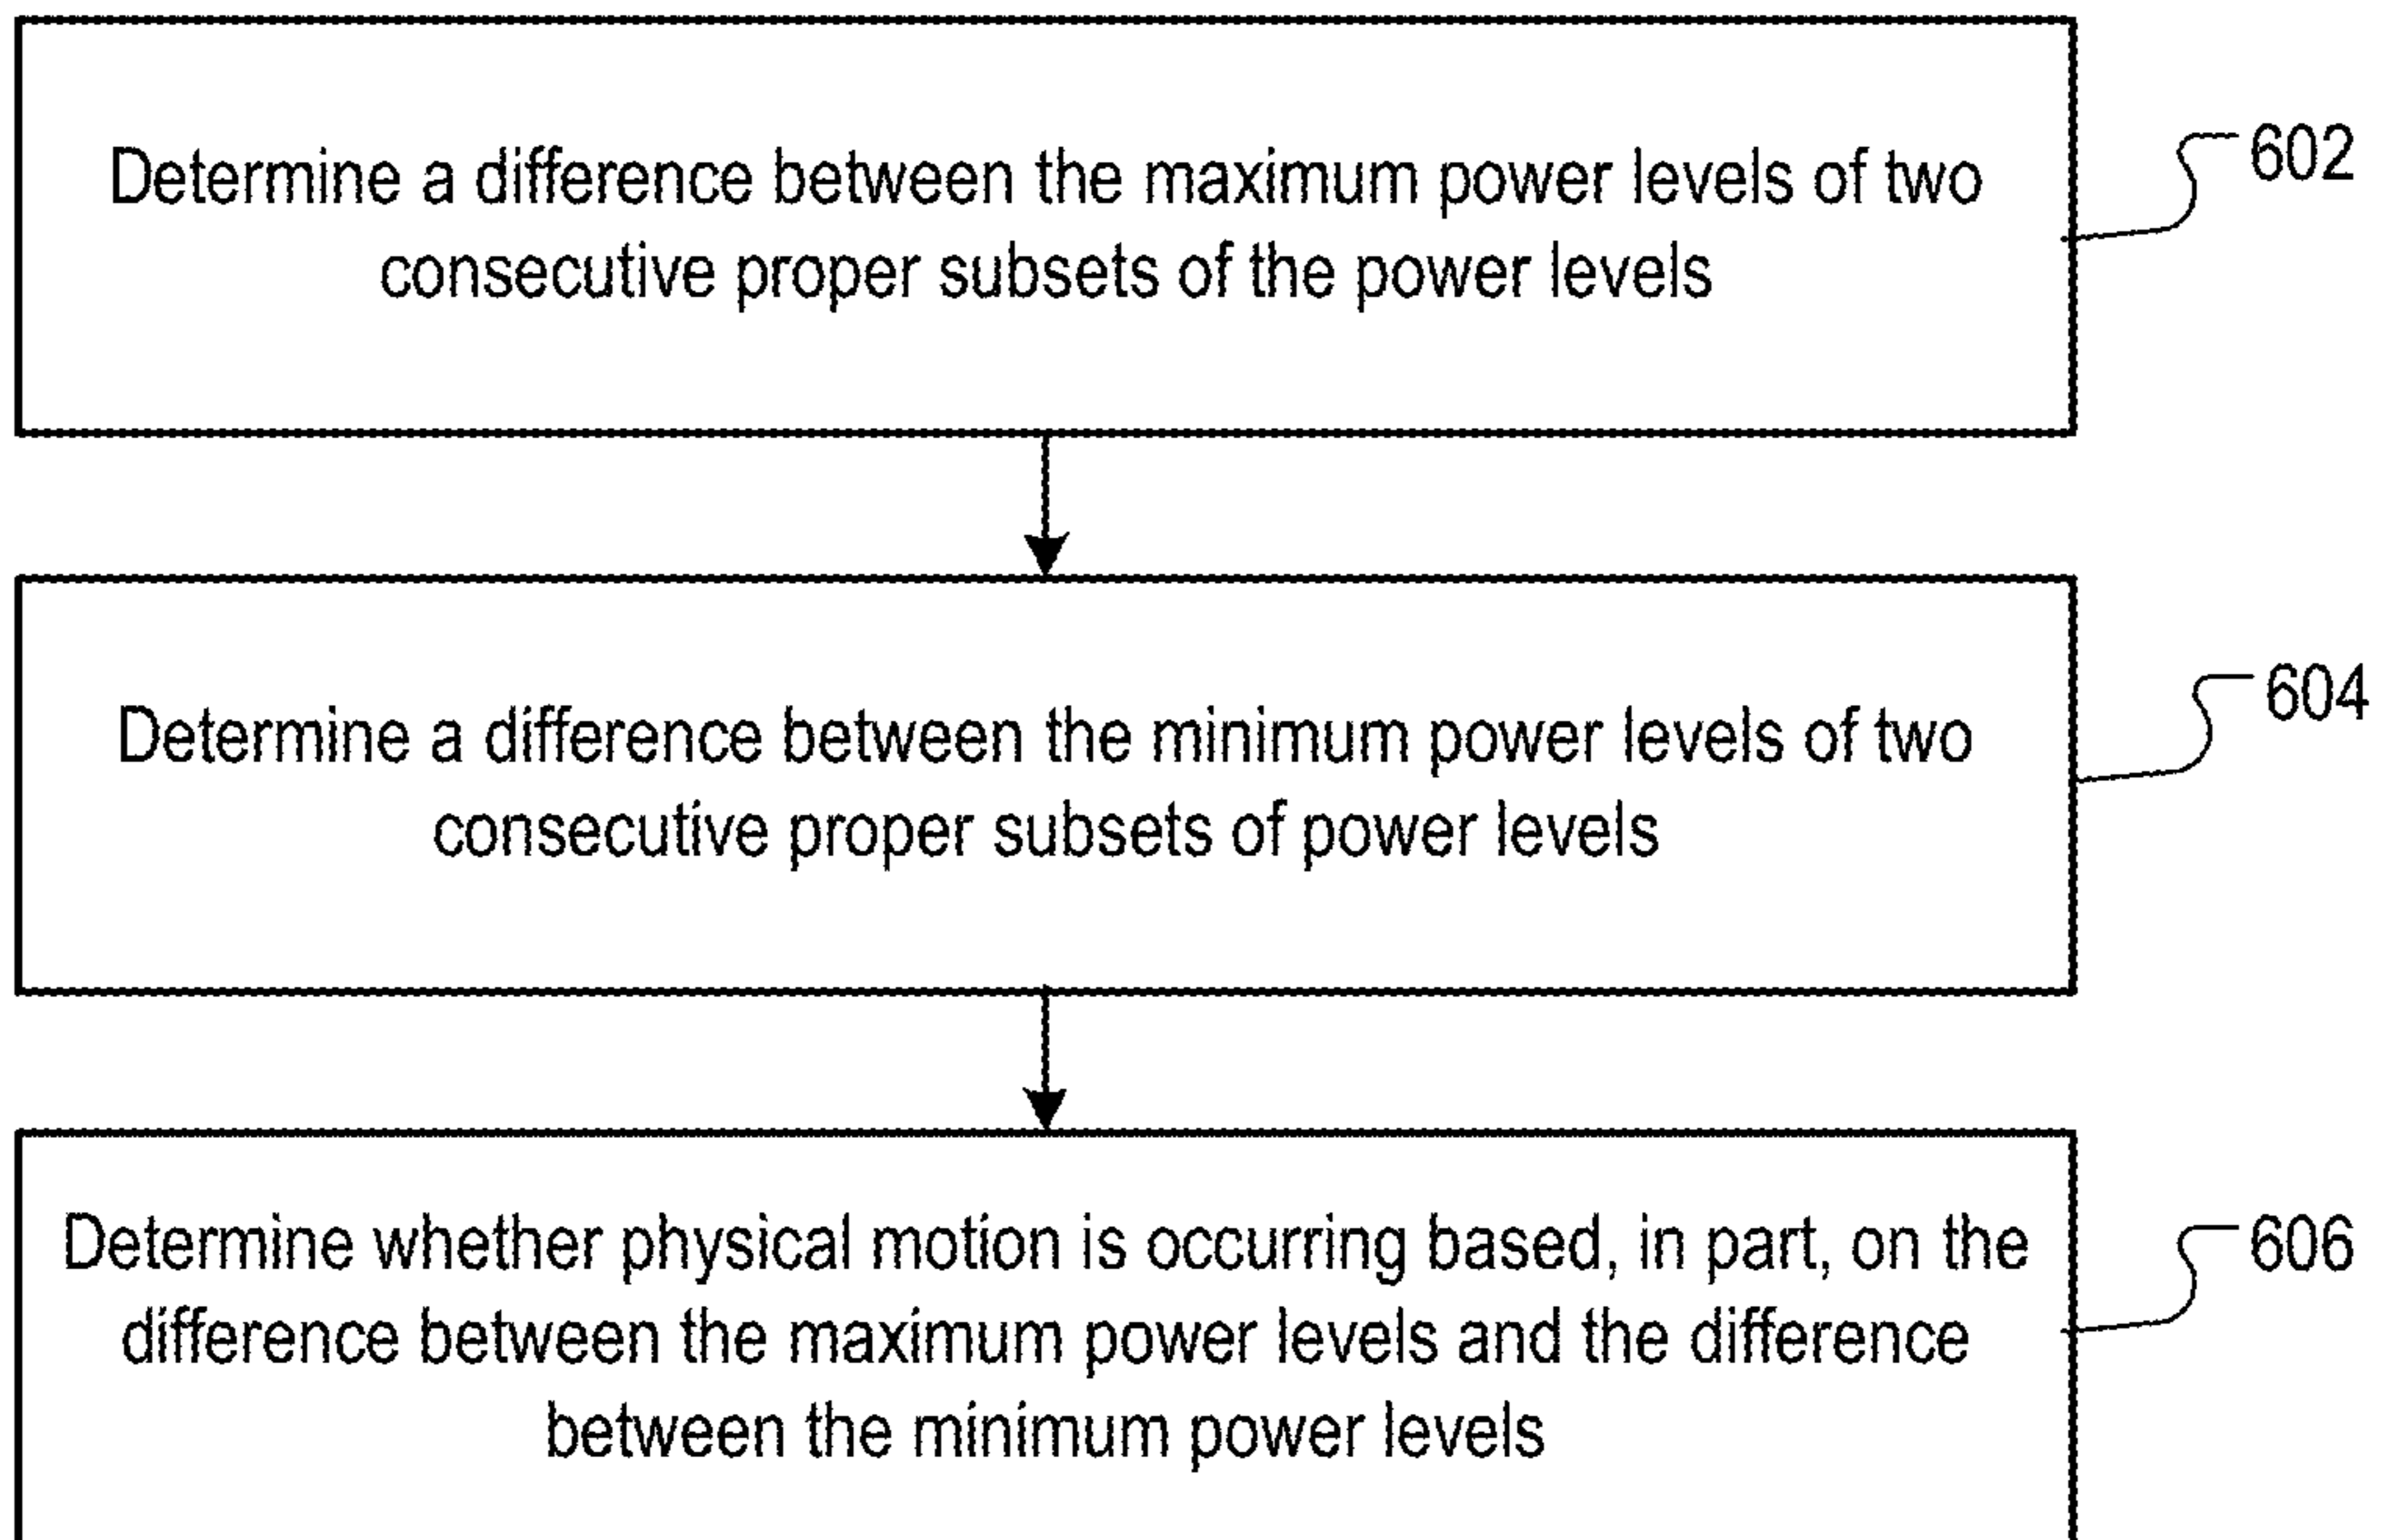 Determine a difference between the maximum power levels of two
consecutive proper subsets of the power levels
602
Determine a difference between the minimum power levels of two
consecutive proper subsets of power levels
604
Determine whether physical motion is occurring based, in part, on the
difference between the maximum power levels and the difference
between the minimum power levels
606